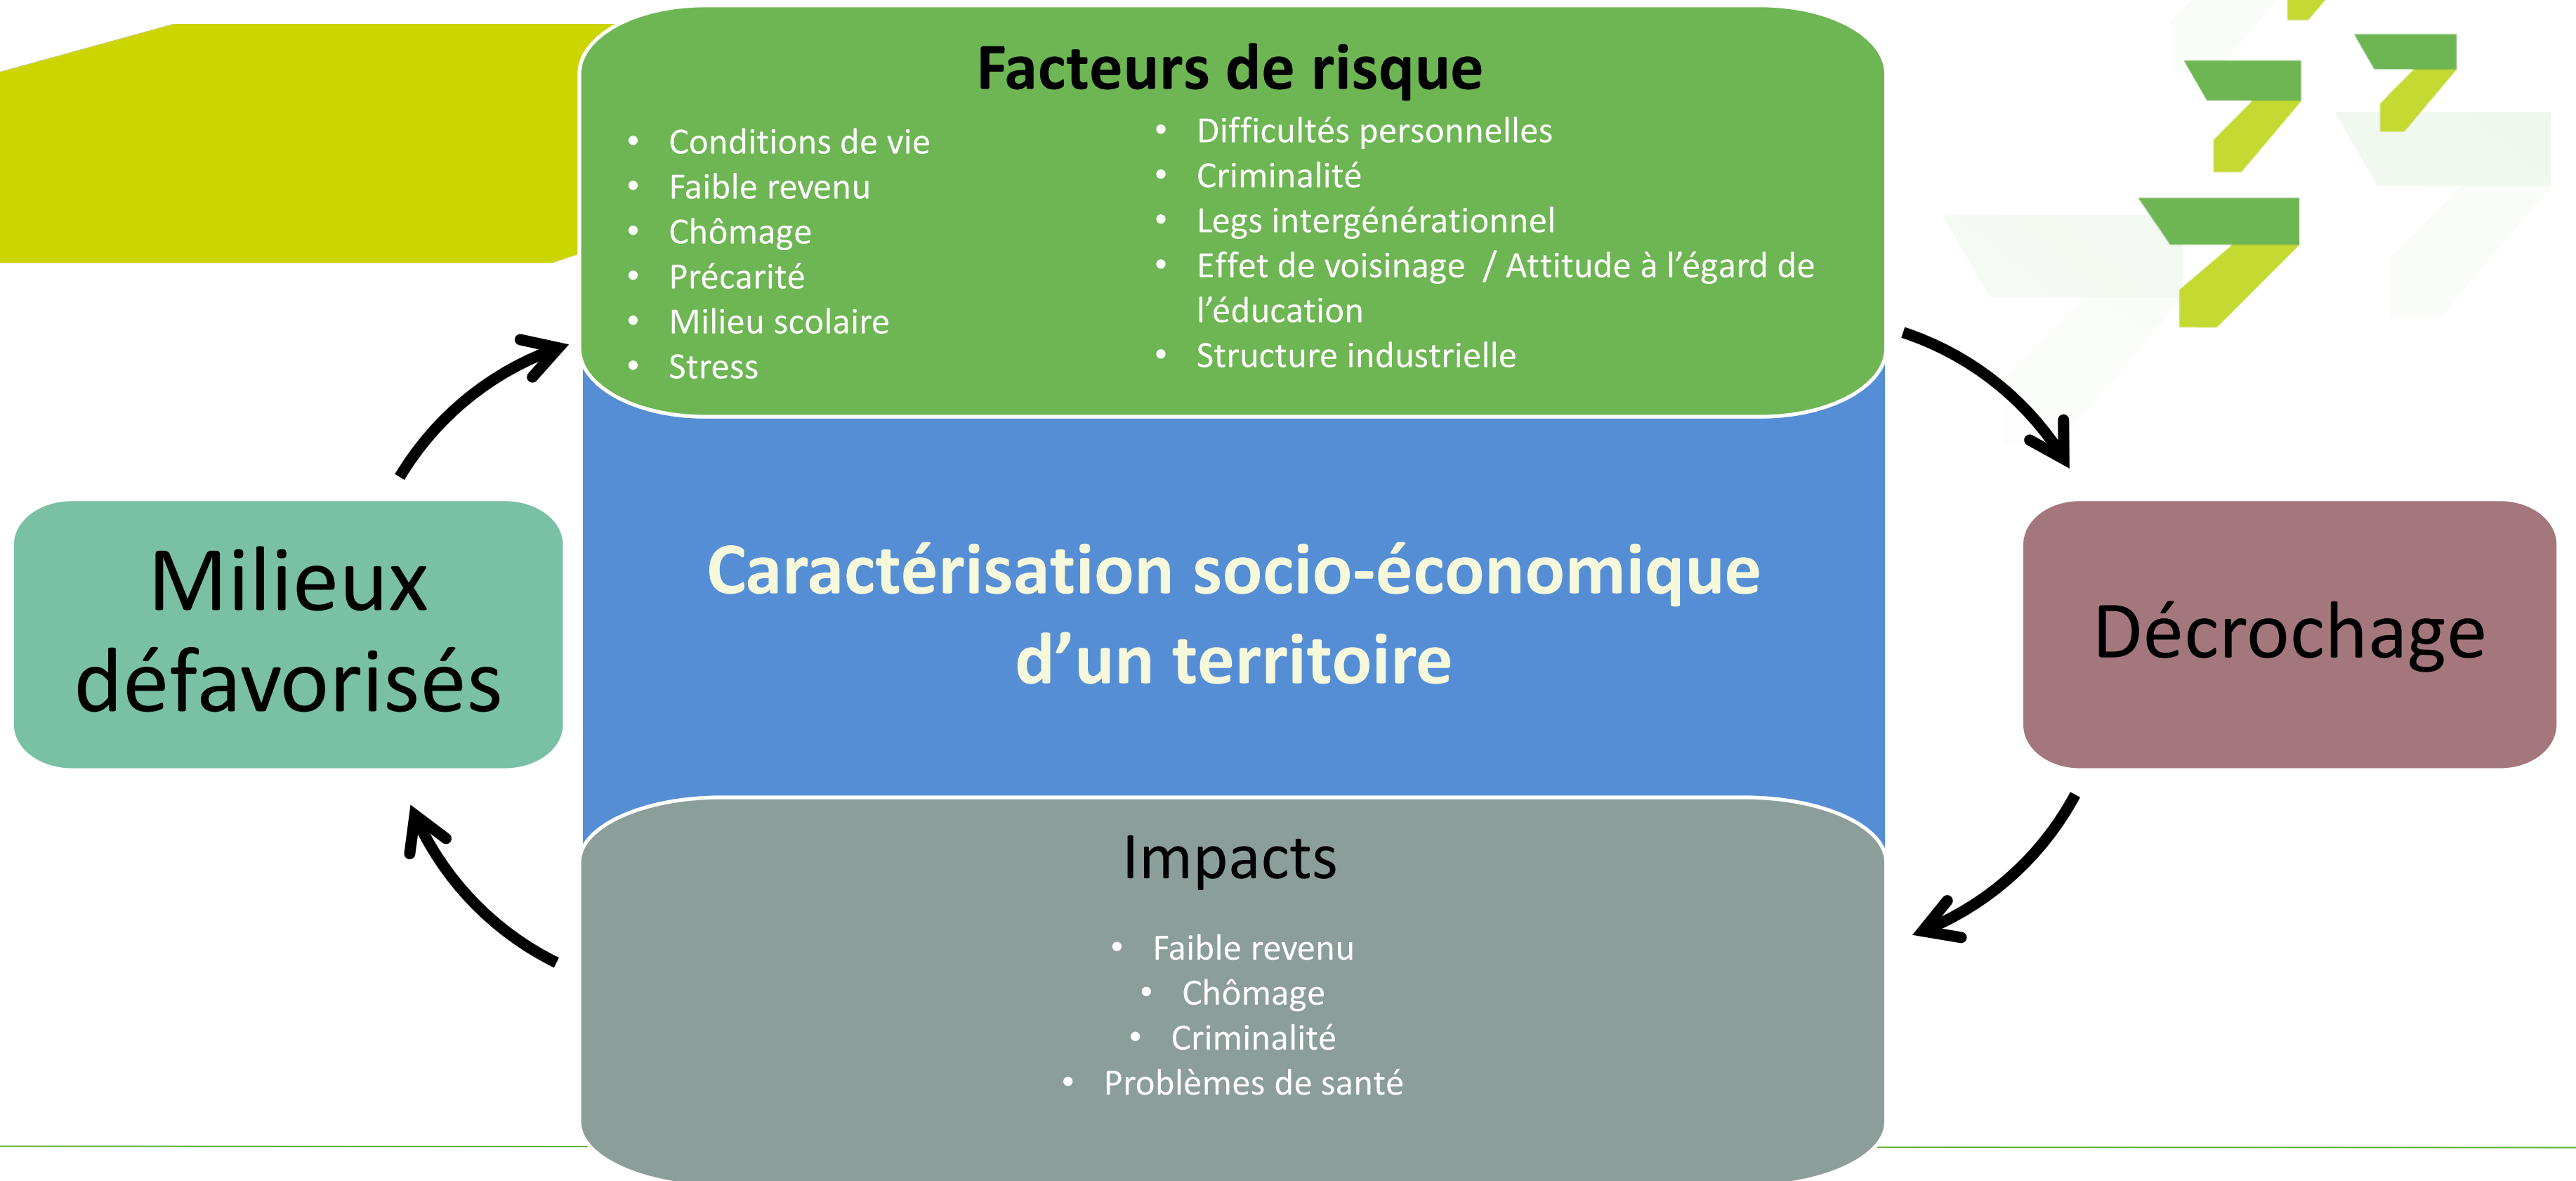 Facteurs de risque
• Conditions de vie
• Faible revenu
• Chômage
• Précarité
• Milieu scolaire
• Stress
• Difficultés personnelles
• Criminalité
• Legs intergénérationnel
• Effet de voisinage / Attitude à l’égard de
l’éducation
• Structure industrielle
Milieux
défavorisés
Caractérisation socio-économique
d’un territoire
Décrochage
Impacts
• Faible revenu
• Chômage
• Criminalité
• Problèmes de santé